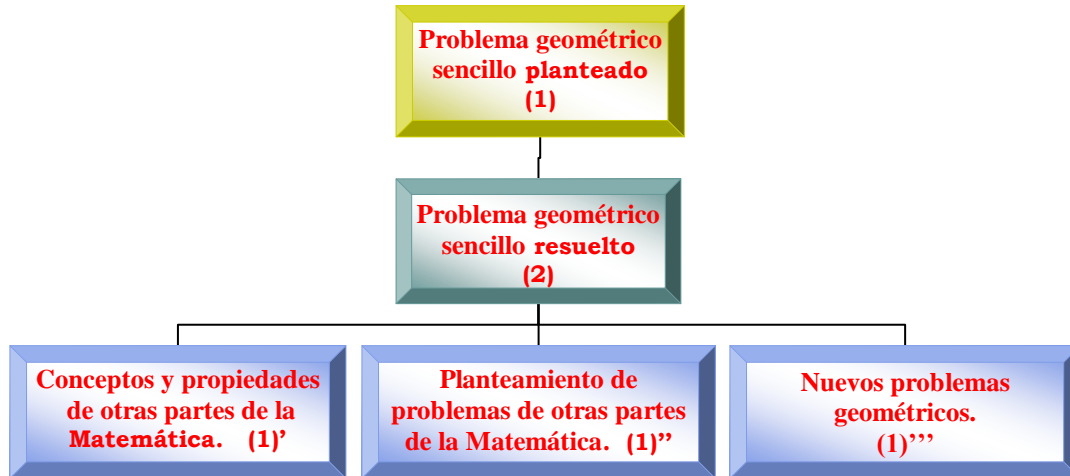 Problema geométrico
sencillo planteado
(1)
Problema geométrico
sencillo resuelto
(2)
Conceptos y propiedades
de otras partes de la
Matemática. (1)’
Planteamiento de
problemas de otras partes
de la Matemática. (1)’’
Nuevos problemas
geométricos.
(1)’’’